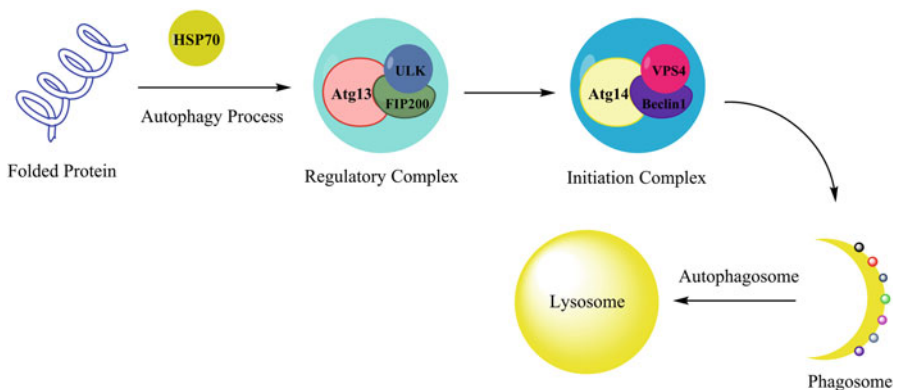 HSP70
Autophagy Process
Folded Protein
Atg13
ULK
FIP200
Regulatory Complex
Atg14
VPS4
Beclin1
Initiation Complex
Lysosome
Autophagosome
Phagosome